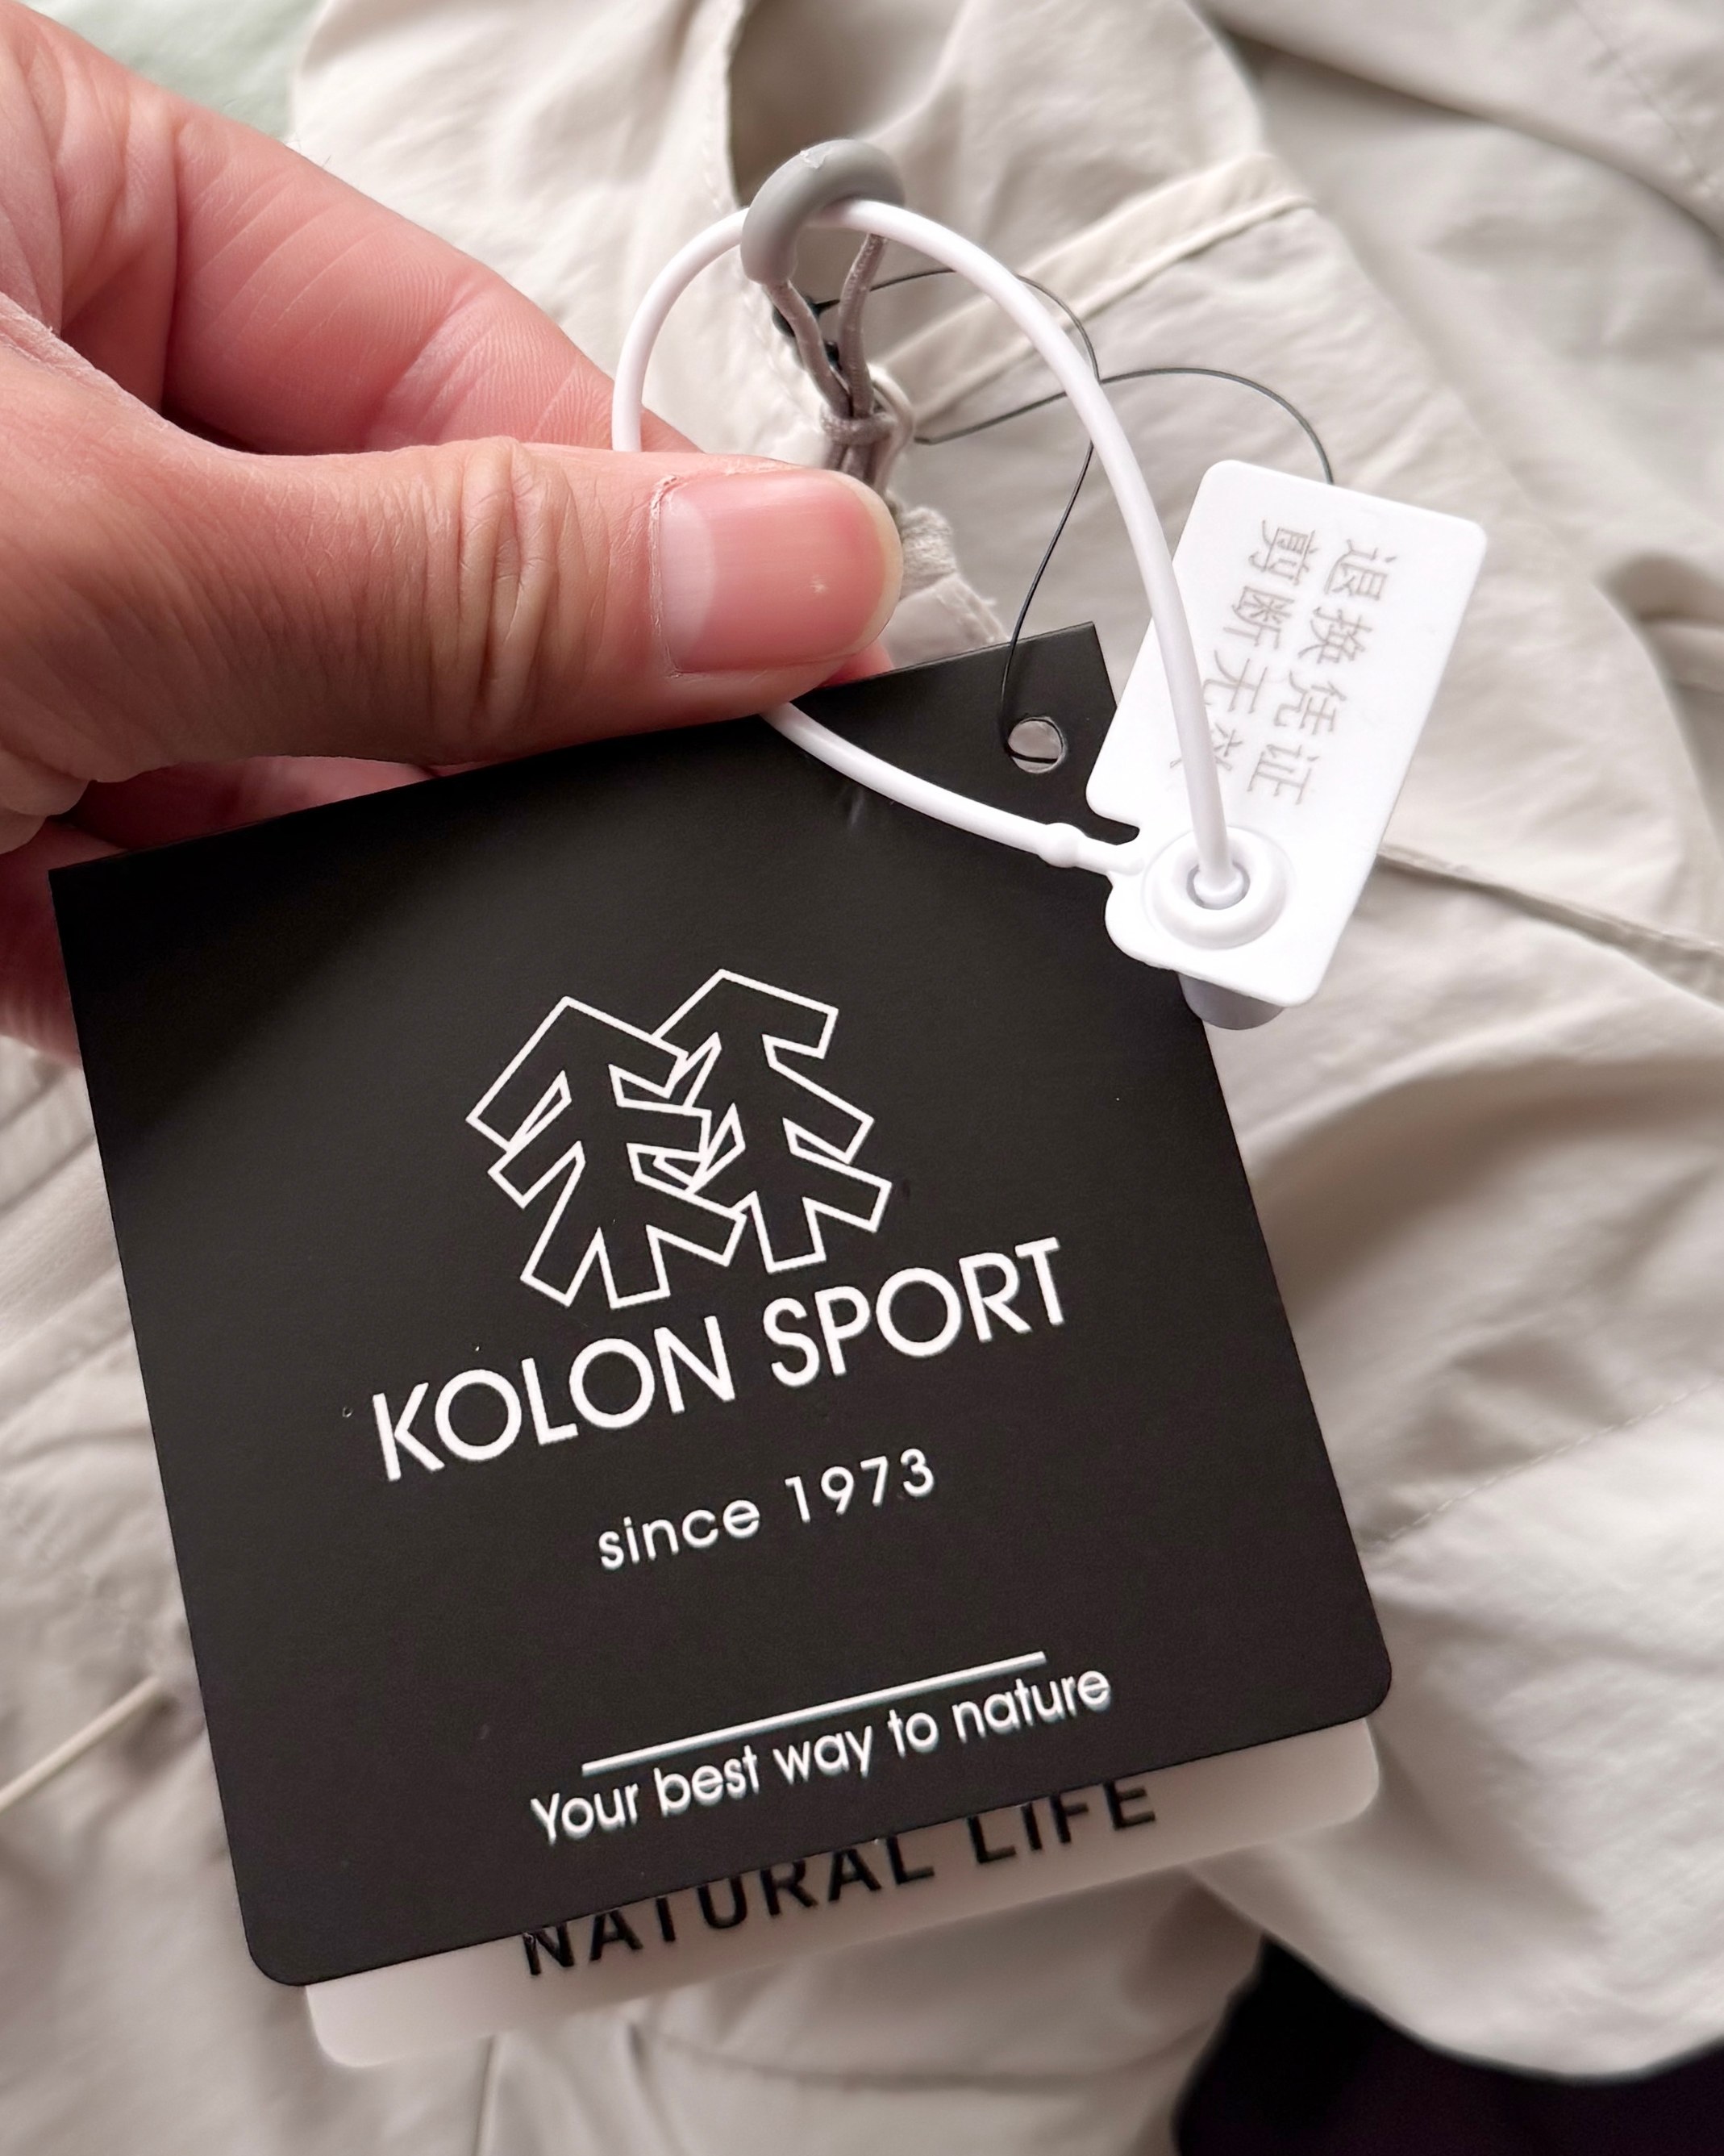 退换凭证
剪断无效
KOLON SPORT
since 1973
Your best way to nature
NATURAL LIFE